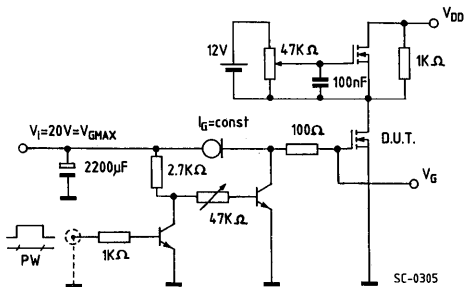 V_DD
12V
47KΩ
100nF
1KΩ
V_i=20V=V_GMAX
I_G=const
2200μF
2.7KΩ
100Ω
D.U.T.
V_G
47KΩ
1KΩ
PW
SC-0305